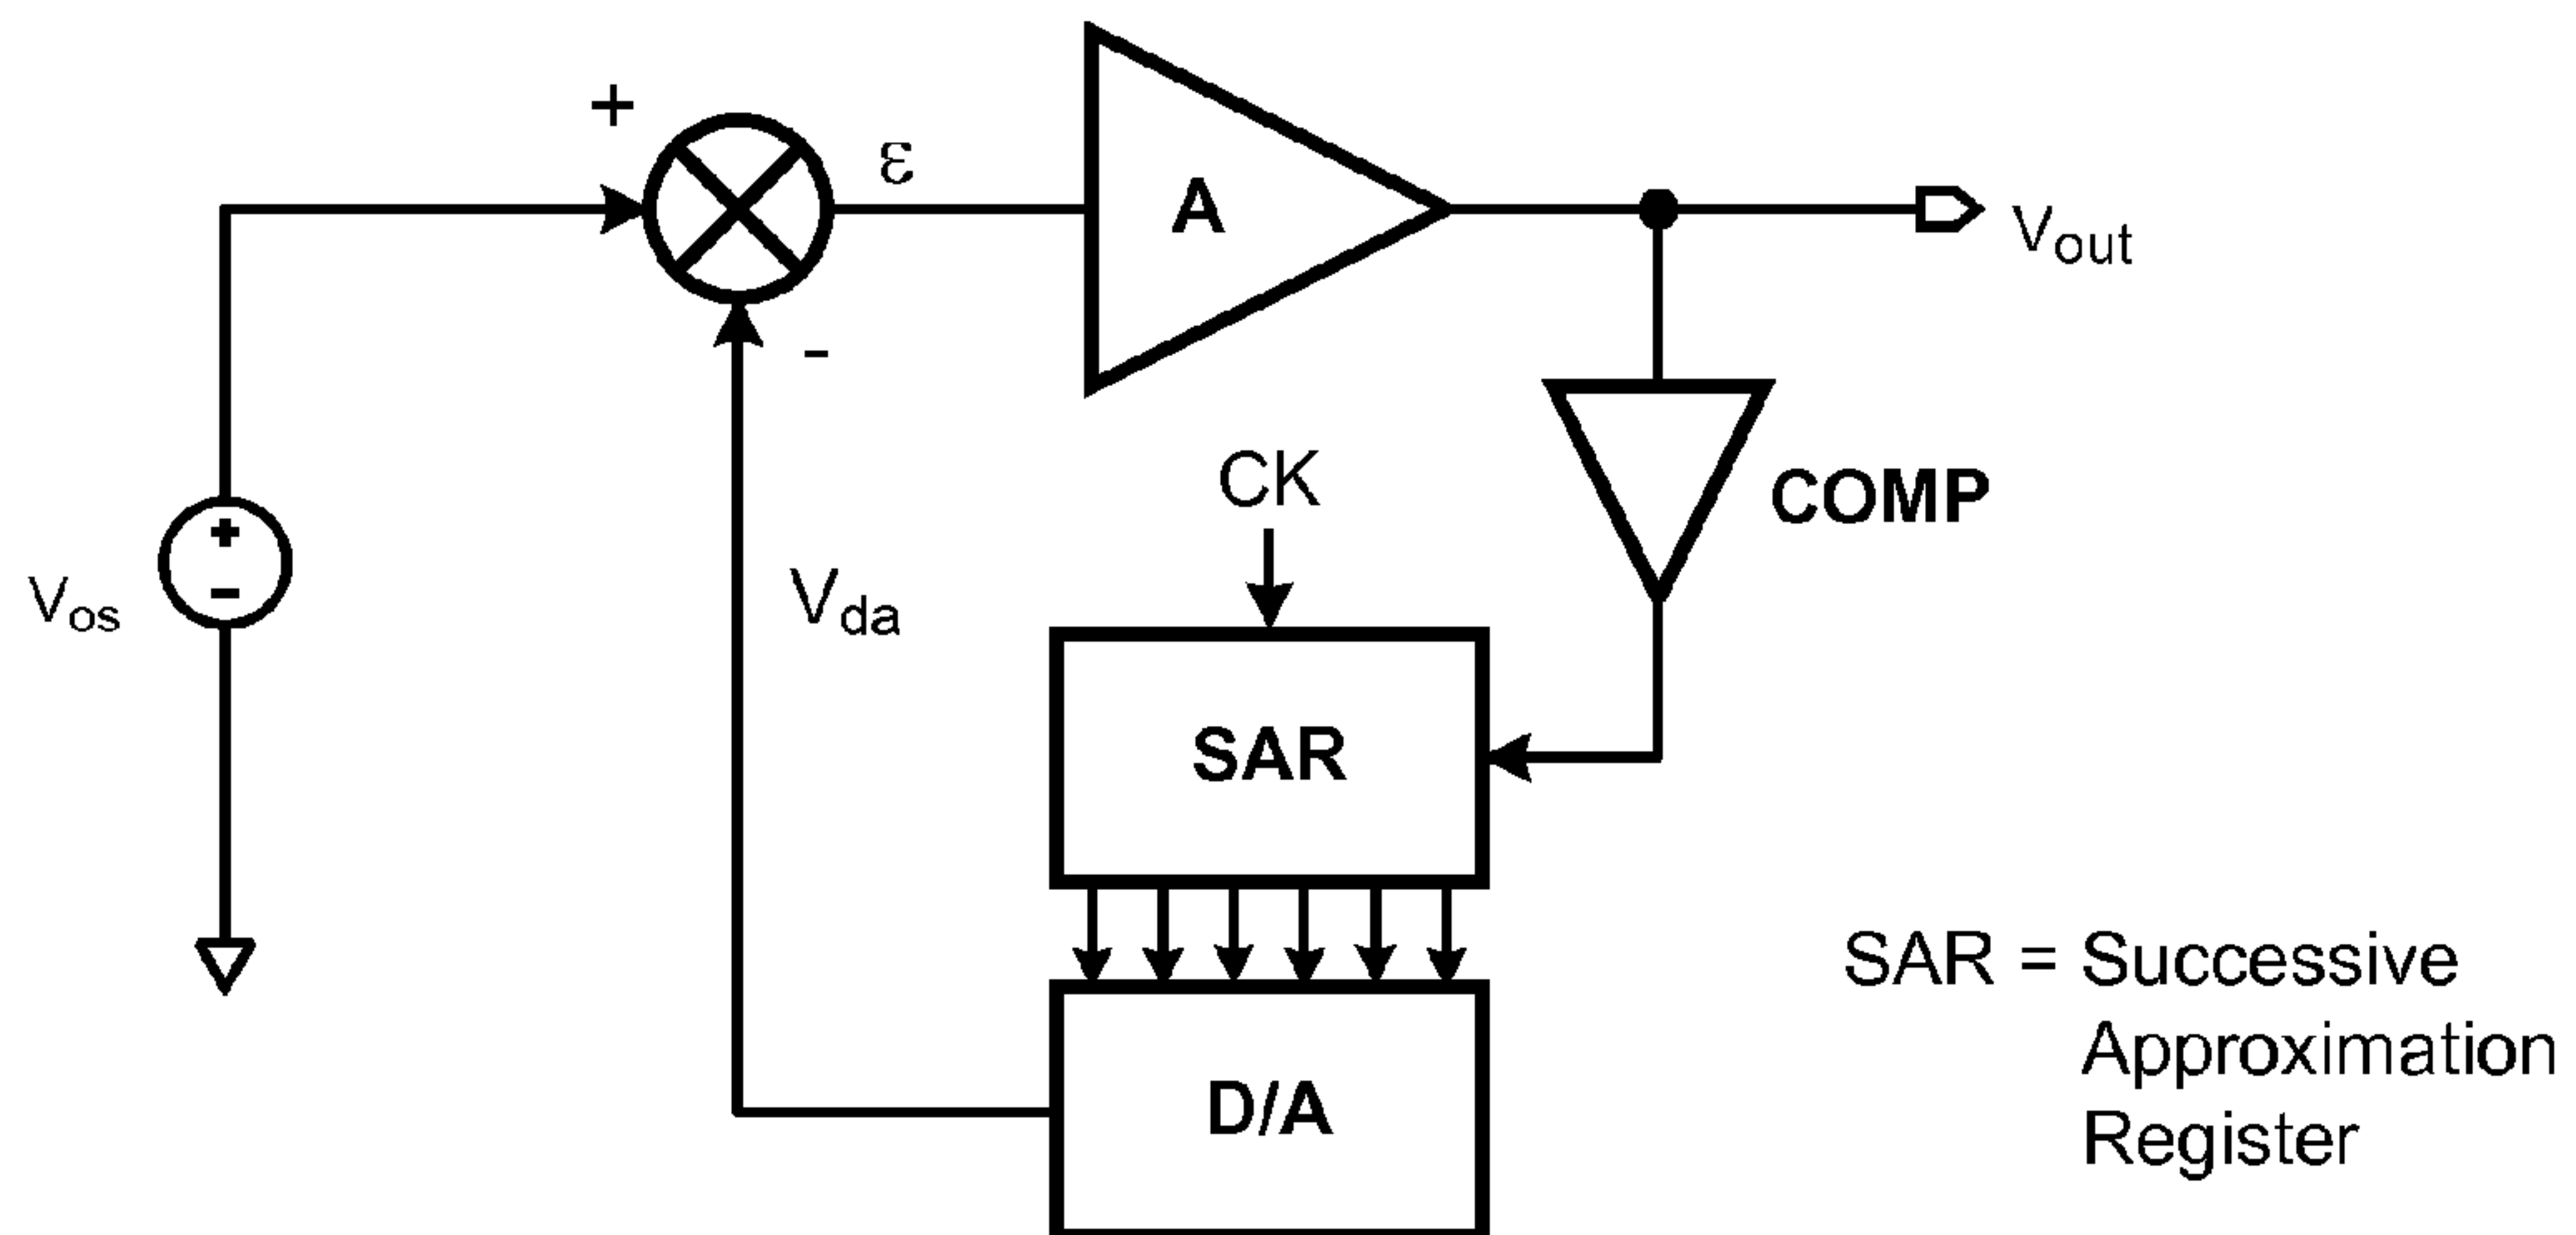 +
ε
A
Vout
-
CK
COMP
+
-
Vos
Vda
SAR
SAR = Successive
Approximation
Register
D/A